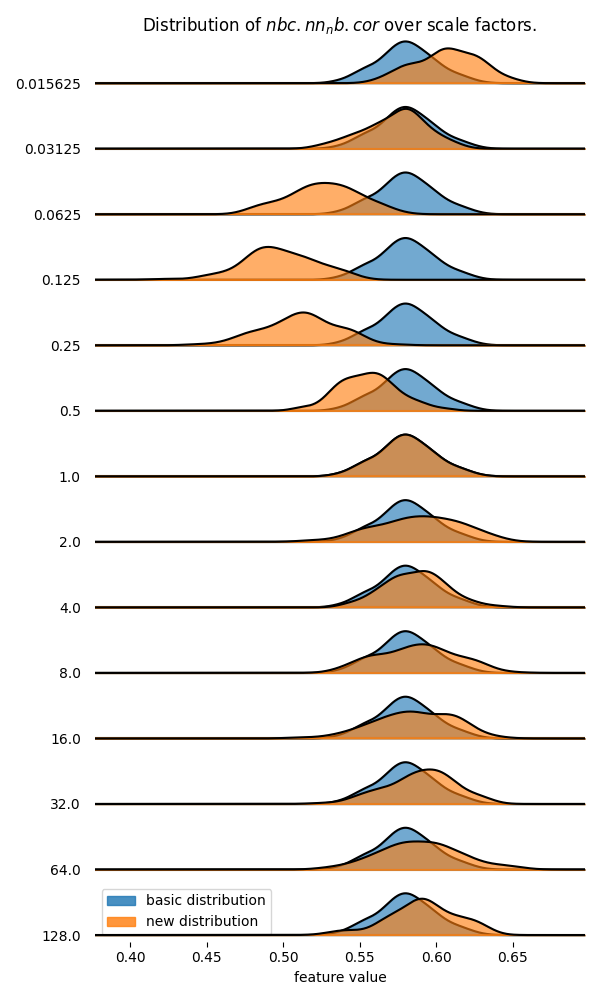 Distribution of nbc. nnₙb. cor over scale factors.
0.015625
0.03125
0.0625
0.125
0.25
0.5
1.0
2.0
4.0
8.0
16.0
32.0
64.0
basic distribution
new distribution
128.0
0.40 0.45 0.50 0.55 0.60 0.65
feature value